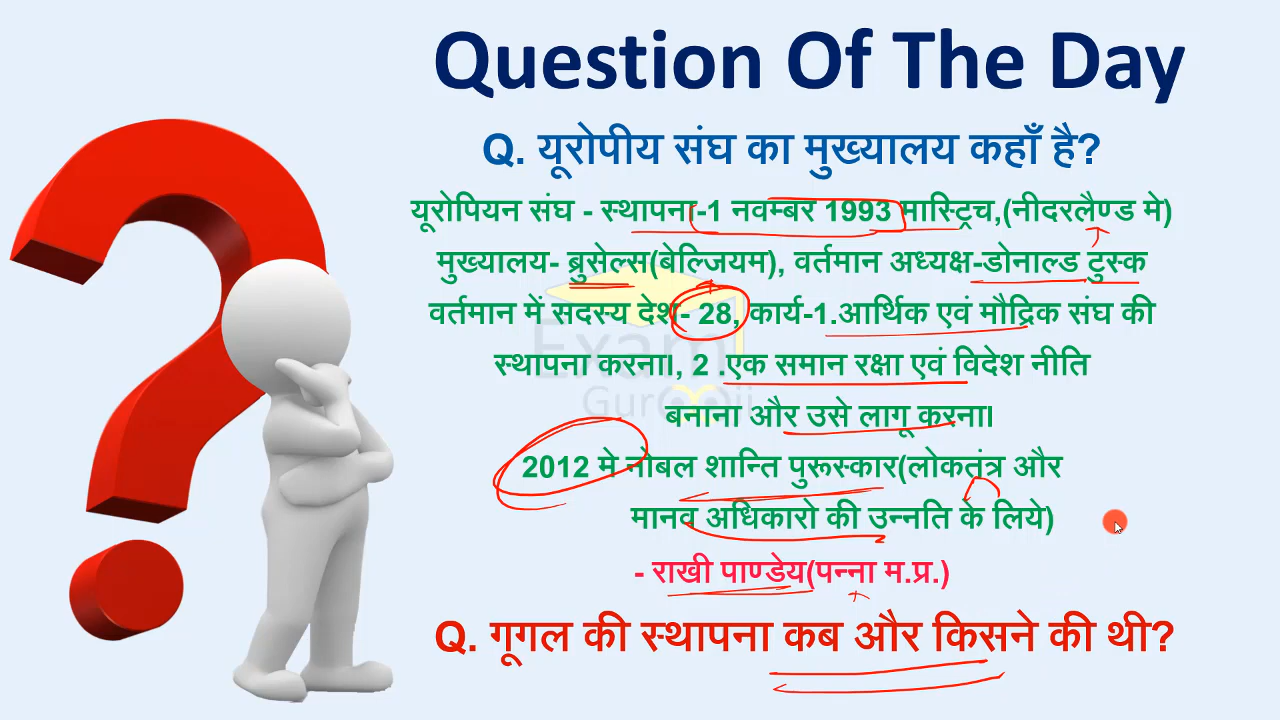 Question Of The Day
Q. यूरोपीय संघ का मुख्यालय कहाँ है?
यूरोपियन संघ - स्थापना-1 नवम्बर 1993 मास्ट्रिच,(नीदरलैण्ड मे)
मुख्यालय- ब्रुसेल्स(बेल्जियम), वर्तमान अध्यक्ष-डोनाल्ड टुस्क
वर्तमान में सदस्य देश- 28, कार्य-1.आर्थिक एवं मौद्रिक संघ की
स्थापना करना।, 2 .एक समान रक्षा एवं विदेश नीति
बनाना और उसे लागू करना।
2012 मे नोबल शान्ति पुरूस्कार(लोकतंत्र और
मानव अधिकारो की उन्नति के लिये)
- राखी पाण्डेय(पन्ना म.प्र.)
Q. गूगल की स्थापना कब और किसने की थी?
Exam
Gurooji